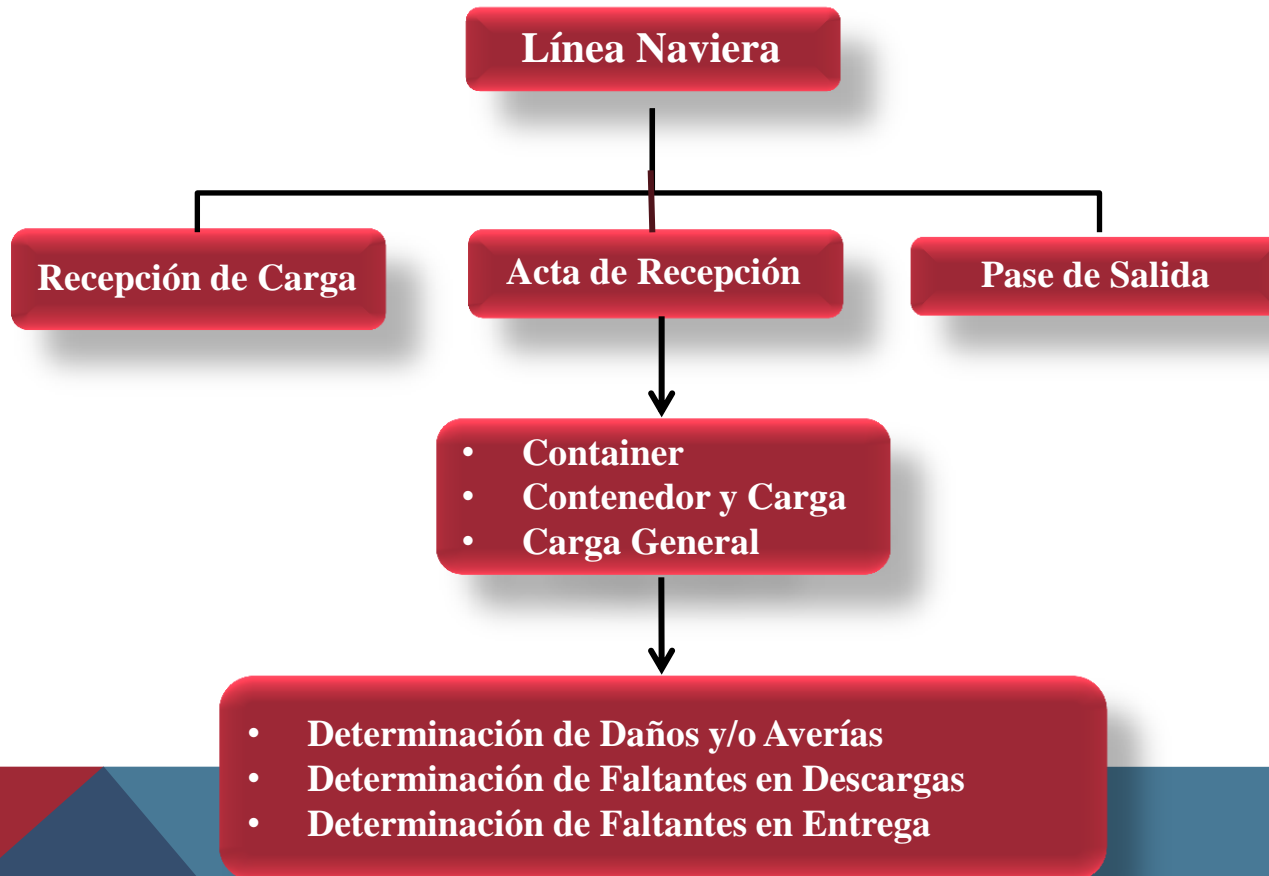 Línea Naviera
Recepción de Carga
Acta de Recepción
Pase de Salida
• Container
• Contenedor y Carga
• Carga General
• Determinación de Daños y/o Averías
• Determinación de Faltantes en Descargas
• Determinación de Faltantes en Entrega